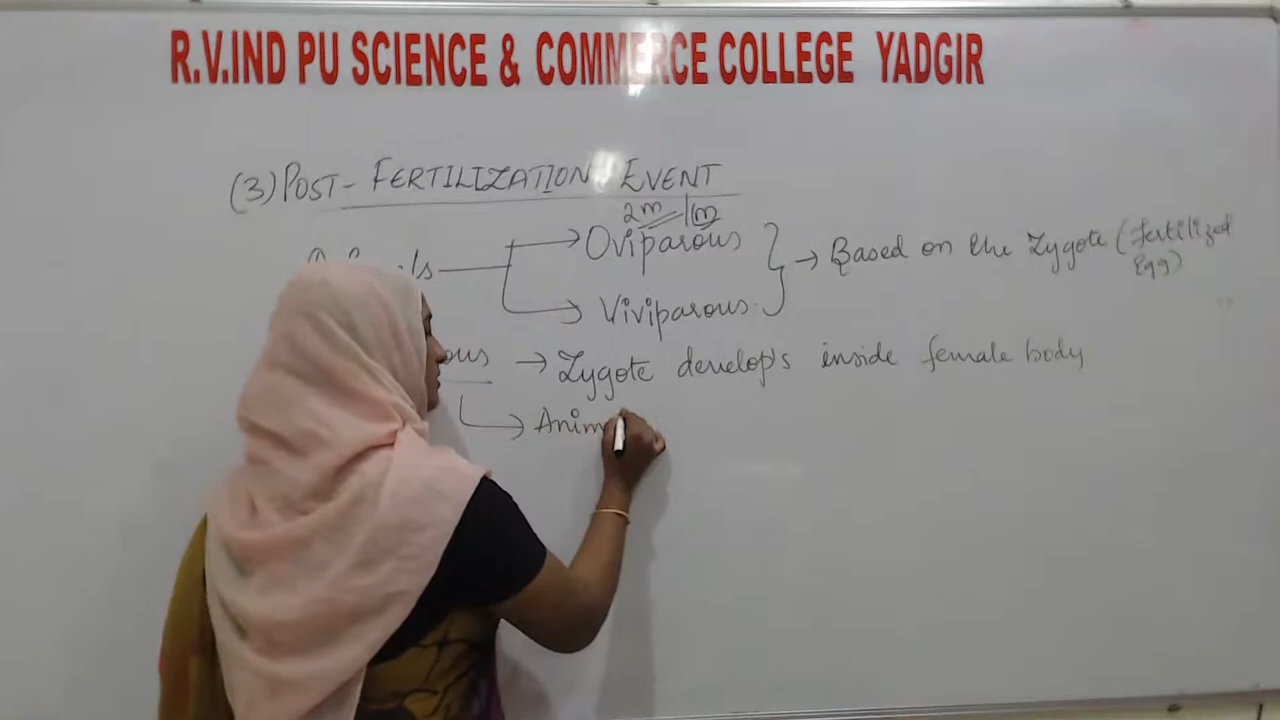 R.V.IND PU SCIENCE & COMMERCE COLLEGE YADGIR
(3) POST-FERTILIZATION EVENT
2m 1m
Oviparous
→ Based on the Zygote (fertilized
Egg)
Viviparous
→ Zygote develop's inside female body
→ Anim